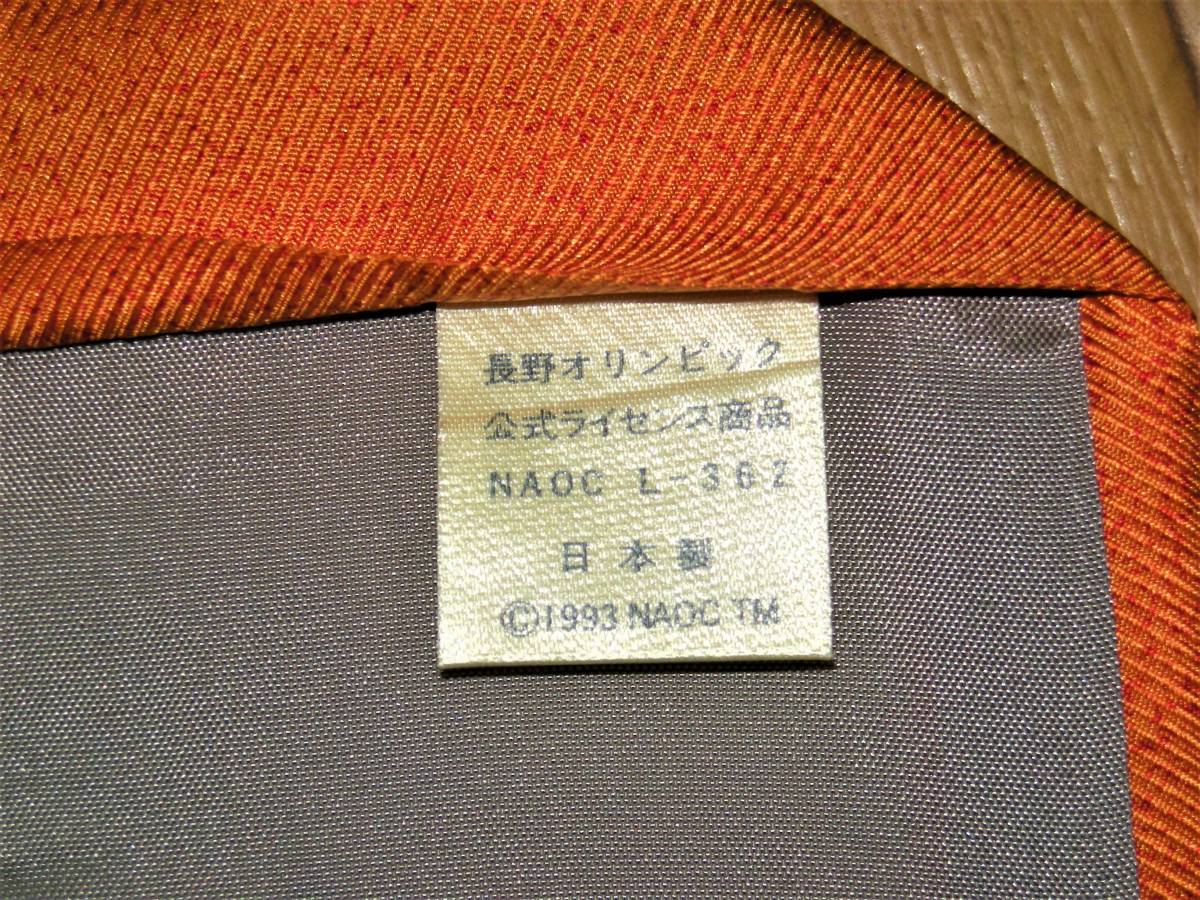 長野オリンピック
公式ライセンス商品
NAOC L-362
日本製
©1993 NAOC TM